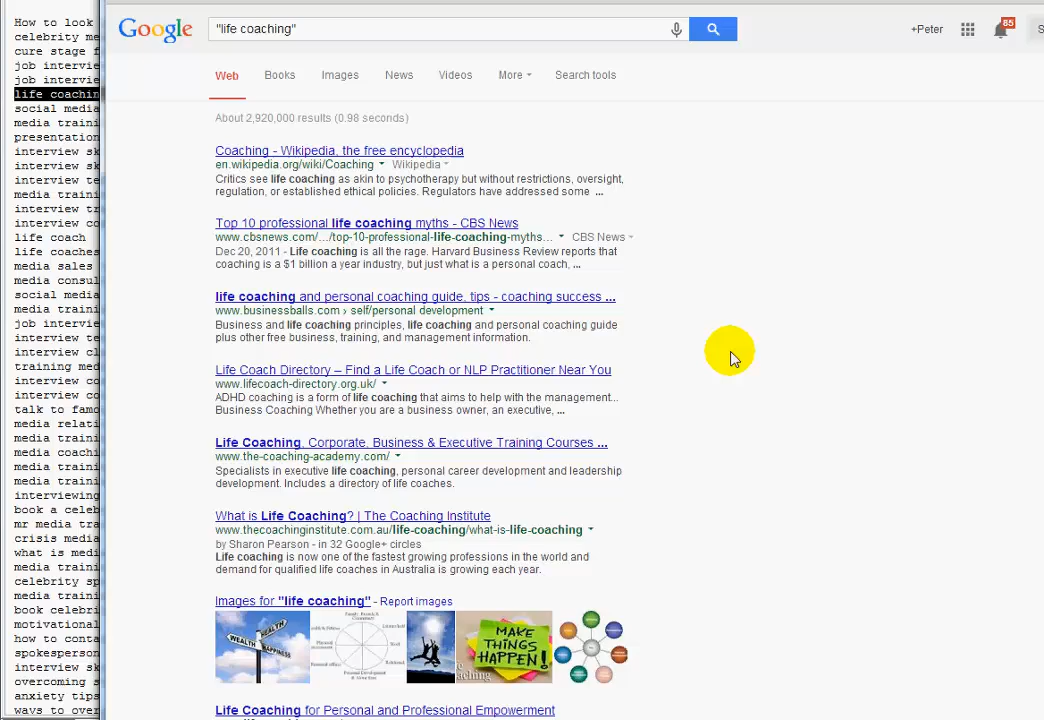 How to look
celebrity me
cure stage f
job intervie
job intervie
life coachin
social media
media traini
presentation
interview sk
interview sk
interview te
media traini
interview tr
interview co
life coach
life coaches
media sales
media consul
social media
media traini
job intervie
interview te
interview cl
training med
interview co
interview co
talk to famo
media relati
media traini
media coachi
media traini
media traini
interviewing
book a celeb
mr media tra
crisis media
what is medi
media traini
celebrity sp
media traini
book celebri
motivational
how to conta
spokesperson
interview sk
overcoming s
anxiety tips
ways to over
Google
"life coaching"
+Peter
85
S
Web Books Images News Videos More Search tools
About 2,920,000 results (0.98 seconds)
Coaching - Wikipedia, the free encyclopedia
en.wikipedia.org/wiki/Coaching Wikipedia
Critics see life coaching as akin to psychotherapy but without restrictions, oversight,
regulation, or established ethical policies. Regulators have addressed some ...
Top 10 professional life coaching myths - CBS News
www.cbsnews.com/.../top-10-professional-life-coaching-myths... CBS News
Dec 20, 2011 - Life coaching is all the rage. Harvard Business Review reports that
coaching is a $1 billion a year industry, but just what is a personal coach, ...
life coaching and personal coaching guide, tips - coaching success ...
www.businessballs.com › self/personal development
Business and life coaching principles, life coaching and personal coaching guide
plus other free business, training, and management information.
Life Coach Directory – Find a Life Coach or NLP Practitioner Near You
www.lifecoach-directory.org.uk/
ADHD coaching is a form of life coaching that aims to help with the management...
Business Coaching Whether you are a business owner, an executive, ...
Life Coaching, Corporate, Business & Executive Training Courses ...
www.the-coaching-academy.com/
Specialists in executive life coaching, personal career development and leadership
development. Includes a directory of life coaches.
What is Life Coaching? | The Coaching Institute
www.thecoachinginstitute.com.au/life-coaching/what-is-life-coaching
by Sharon Pearson - in 32 Google+ circles
Life coaching is now one of the fastest growing professions in the world and
demand for qualified life coaches in Australia is growing each year.
Images for "life coaching" - Report images
WEALTH
HEALTH
HAPPINESS
MAKE
THINGS
HAPPEN!
Life Coaching for Personal and Professional Empowerment